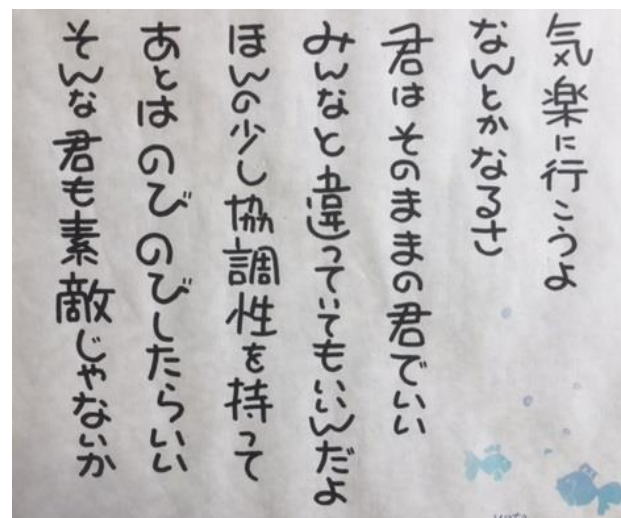 気楽に行こうよ
なんとかなるさ
君はそのままの君でいい
みんなと違っていてもいいんだよ
ほんの少し協調性を持って
あとはのびのびしたらいい
そんな君も素敵じゃないか